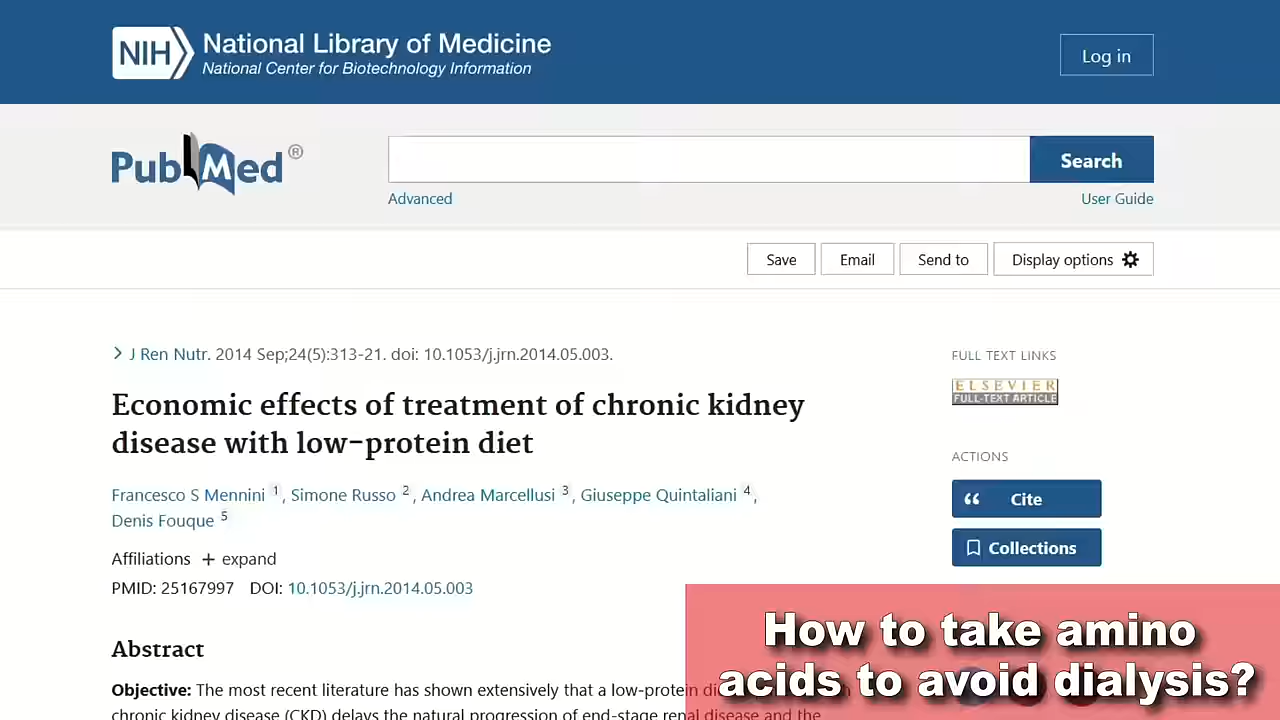 NIH National Library of Medicine
National Center for Biotechnology Information
Log in
PubMed®
Search
Advanced
User Guide
Save
Email
Send to
Display options
J Ren Nutr. 2014 Sep;24(5):313-21. doi: 10.1053/j.jrn.2014.05.003.
Economic effects of treatment of chronic kidney
disease with low-protein diet
Francesco S Mennini 1, Simone Russo 2, Andrea Marcellusi 3, Giuseppe Quintaliani 4,
Denis Fouque 5
Affiliations + expand
PMID: 25167997 DOI: 10.1053/j.jrn.2014.05.003
Abstract
Objective: The most recent literature has shown extensively that a low-protein
chronic kidney disease (CKD) delays the natural progression of end-stage renal disease and the
FULL TEXT LINKS
ELSEVIER
FULL-TEXT ARTICLE
ACTIONS
Cite
Collections
How to take amino
acids to avoid dialysis?